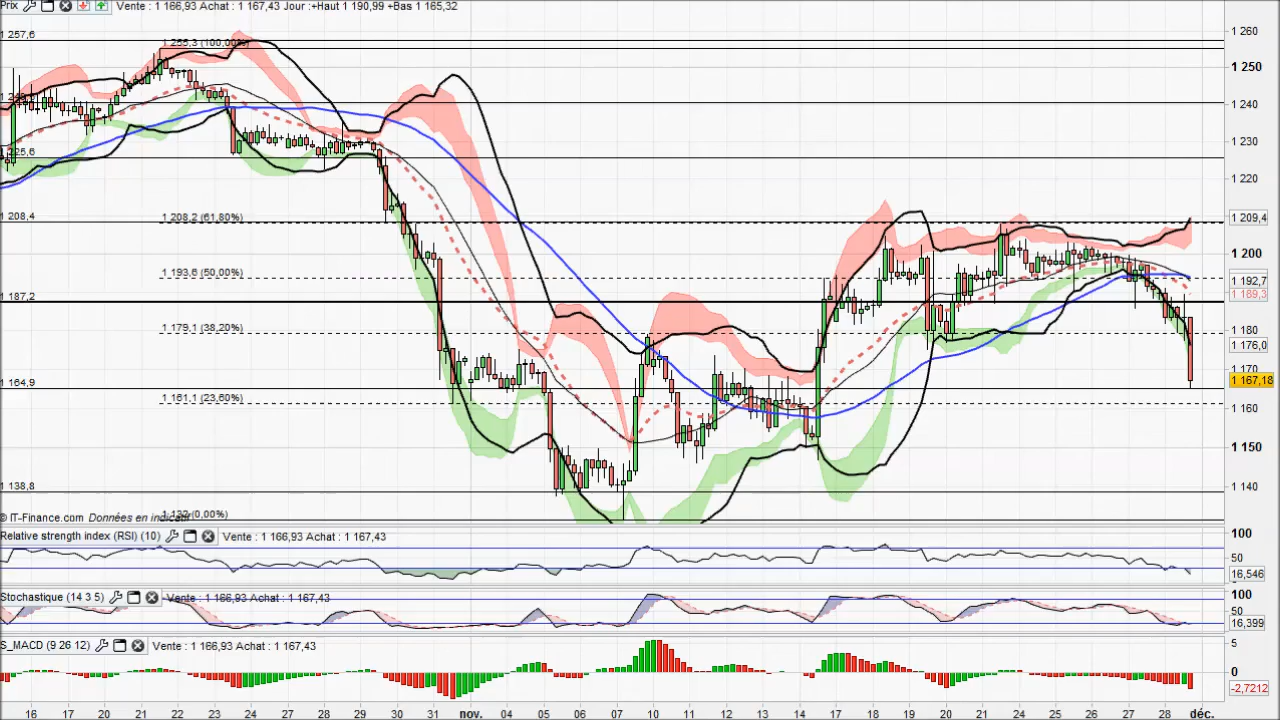 Prix Vente : 1 166,93 Achat : 1 167,43 Jour :+Haut 1 190,99 +Bas 1 165,32
1 257,6
1 255,3 (100,00%)
1 260
1 250
1 240
1 230
1 225,6
1 220
1 208,4
1 208,2 (61,80%)
1 209,4
1 200
1 193,6 (50,00%)
1 192,7
1 189,3
1 187,2
1 179,1 (38,20%)
1 180
1 176,0
1 170
1 164,9
1 167,18
1 161,1 (23,60%)
1 160
1 150
1 138,8
1 140
© IT-Finance.com Données en indicatif
1 132 (0,00%)
Relative strength index (RSI) (10) Vente : 1 166,93 Achat : 1 167,43
100
50
16,546
Stochastique (14 3 5) Vente : 1 166,93 Achat : 1 167,43
100
50
16,399
S_MACD (9 26 12) Vente : 1 166,93 Achat : 1 167,43
5
0
-2,7212
16 17 20 21 22 23 24 27 28 29 30 31 nov. 04 05 06 07 10 11 12 13 14 17 18 19 20 21 24 25 26 27 28 déc.